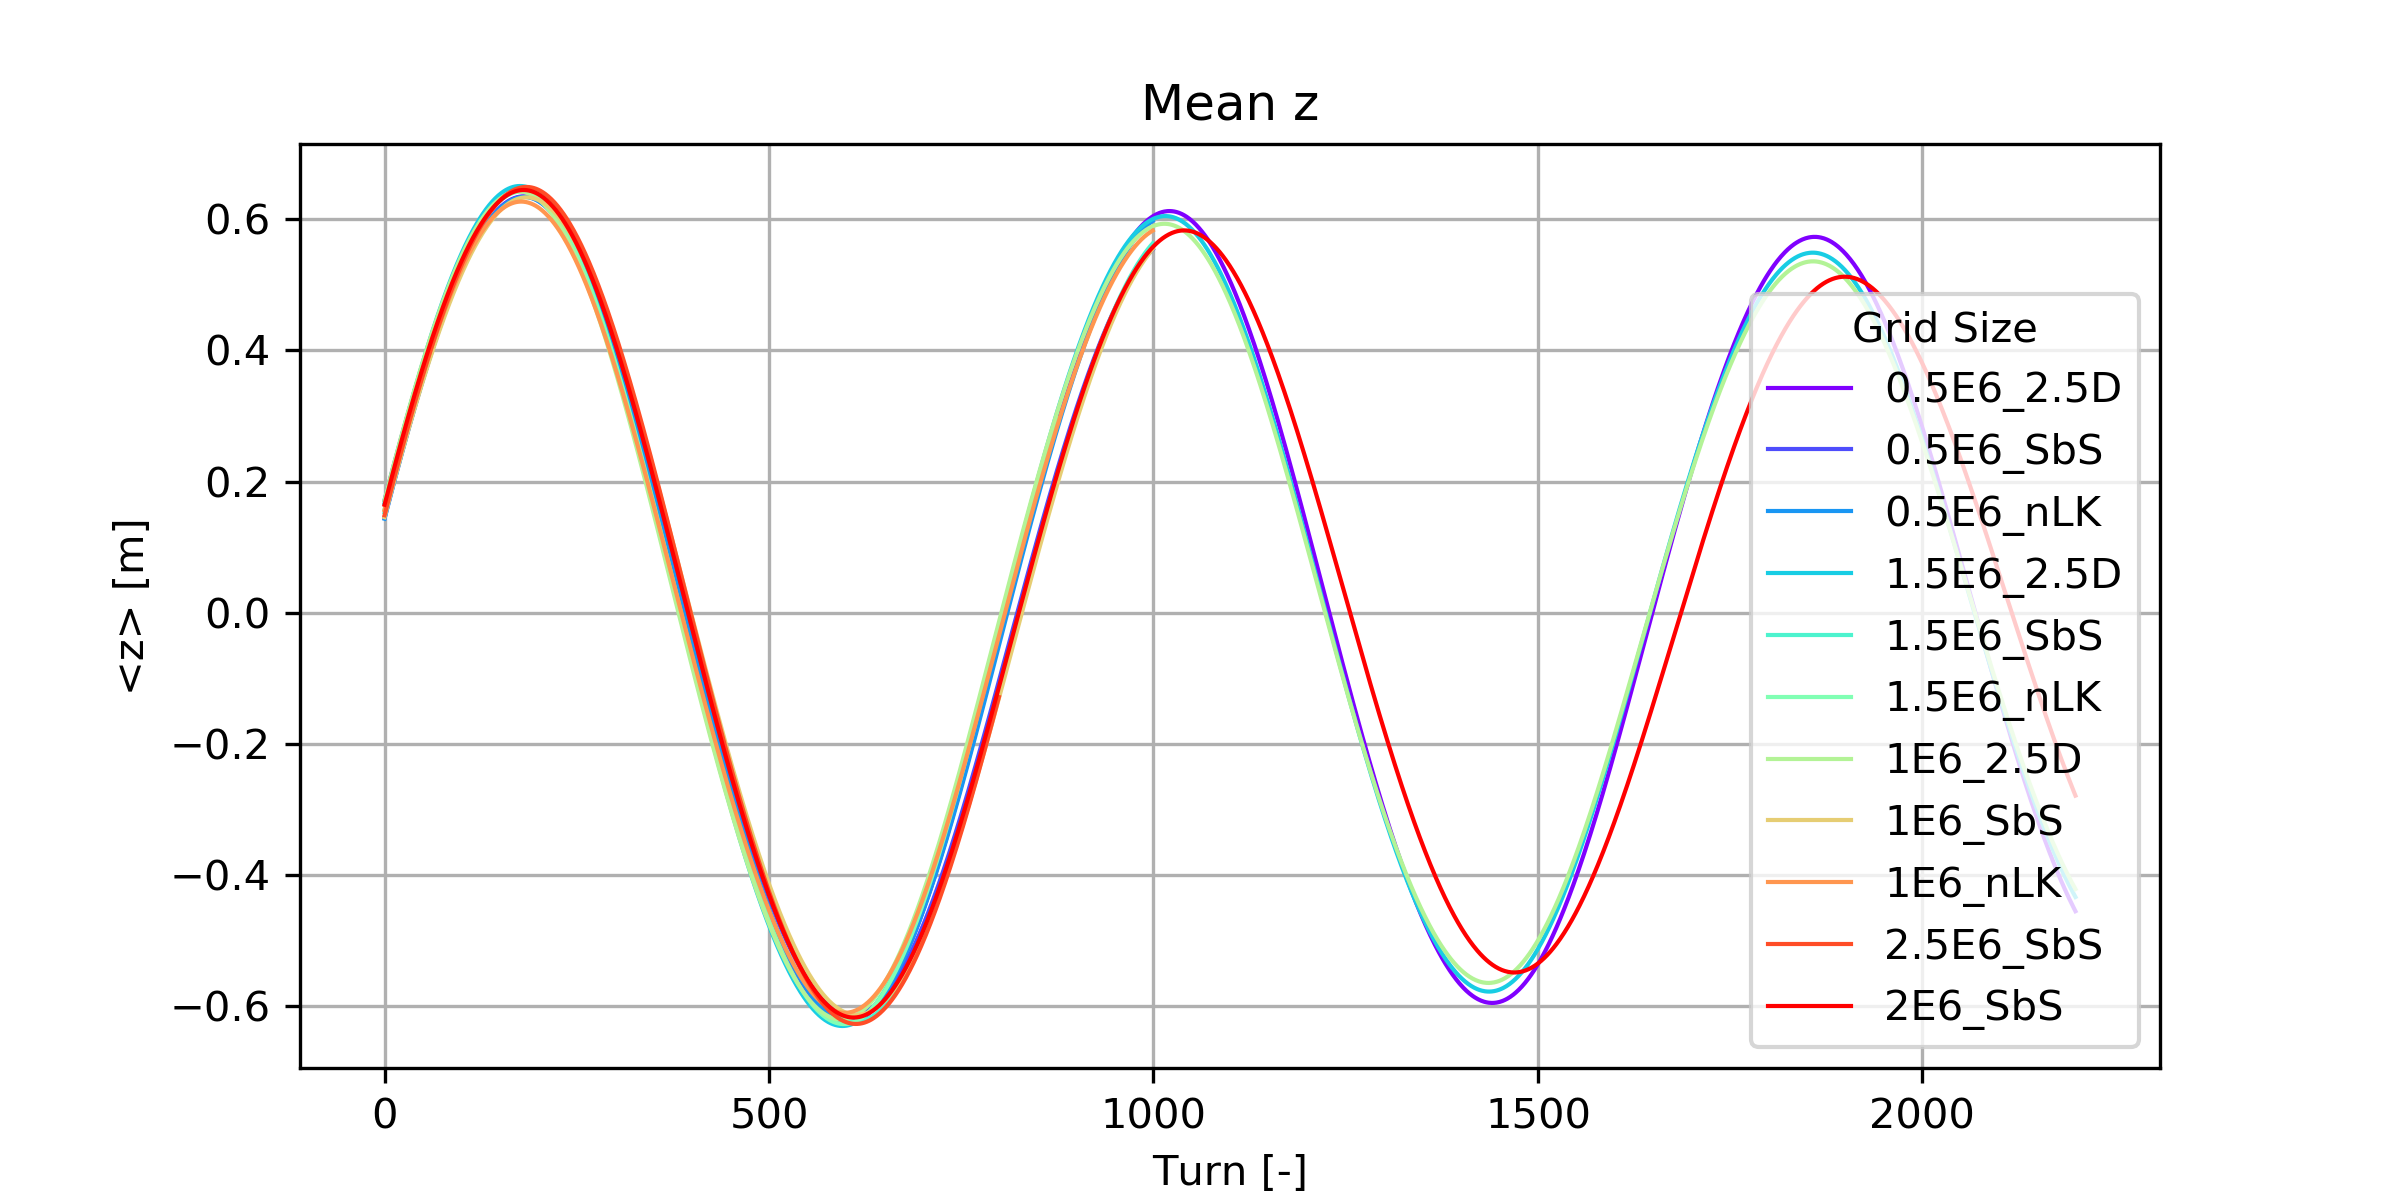 Mean z
0.6
0.4
0.2
0.0
−0.2
−0.4
−0.6
<z> [m]
0
500
1000
1500
2000
Turn [-]
Grid Size
0.5E6_2.5D
0.5E6_SbS
0.5E6_nLK
1.5E6_2.5D
1.5E6_SbS
1.5E6_nLK
1E6_2.5D
1E6_SbS
1E6_nLK
2.5E6_SbS
2E6_SbS